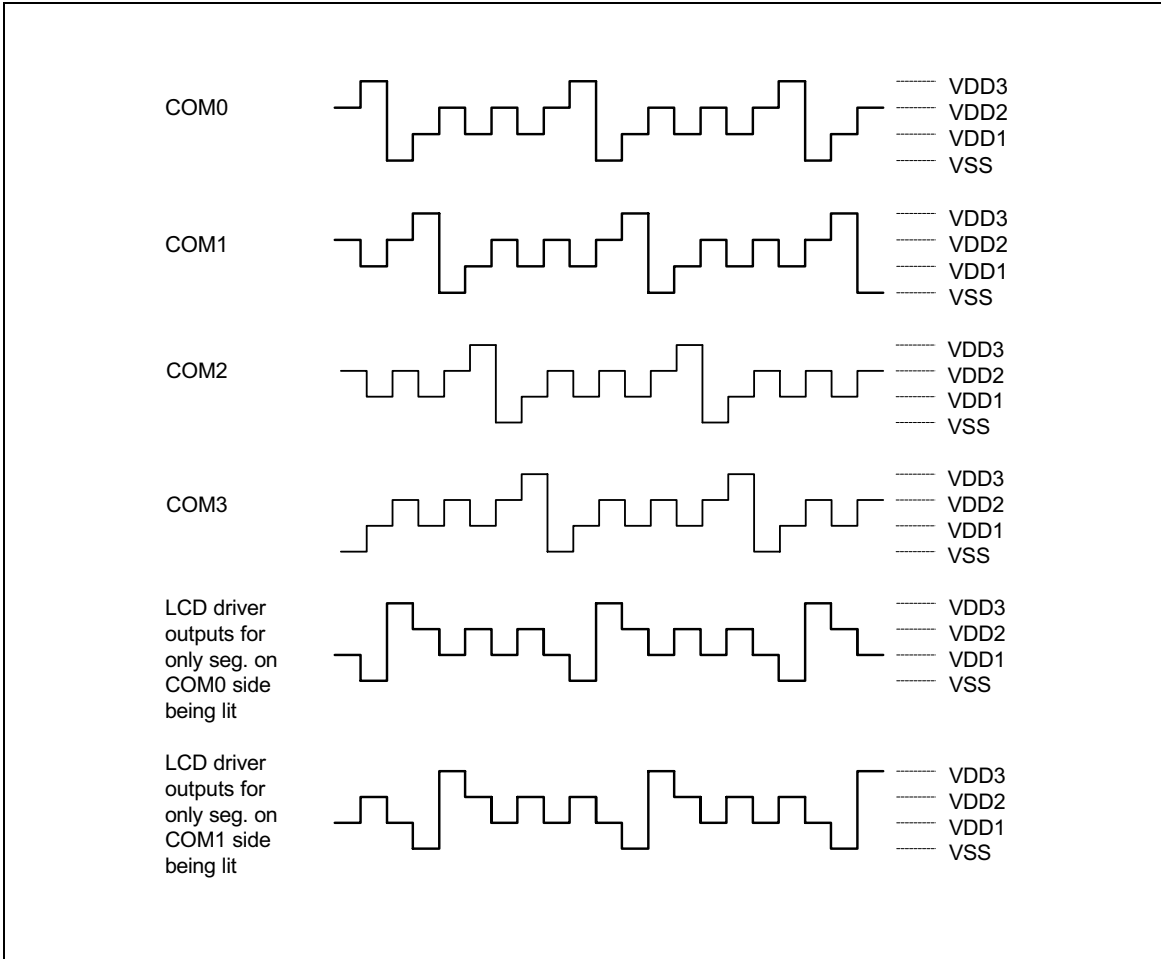 COM0
VDD3
VDD2
VDD1
VSS
COM1
VDD3
VDD2
VDD1
VSS
COM2
VDD3
VDD2
VDD1
VSS
COM3
VDD3
VDD2
VDD1
VSS
LCD driver
outputs for
only seg. on
COM0 side
being lit
VDD3
VDD2
VDD1
VSS
LCD driver
outputs for
only seg. on
COM1 side
being lit
VDD3
VDD2
VDD1
VSS